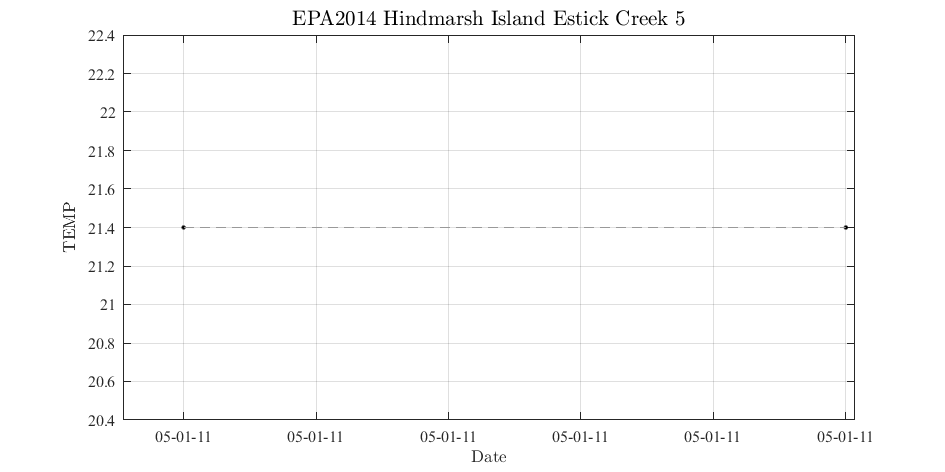 EPA2014 Hindmarsh Island Estick Creek 5
22.4
22.2
22
21.8
21.6
21.4
21.2
21
20.8
20.6
20.4
TEMP
05-01-11 05-01-11 05-01-11 05-01-11 05-01-11 05-01-11
Date